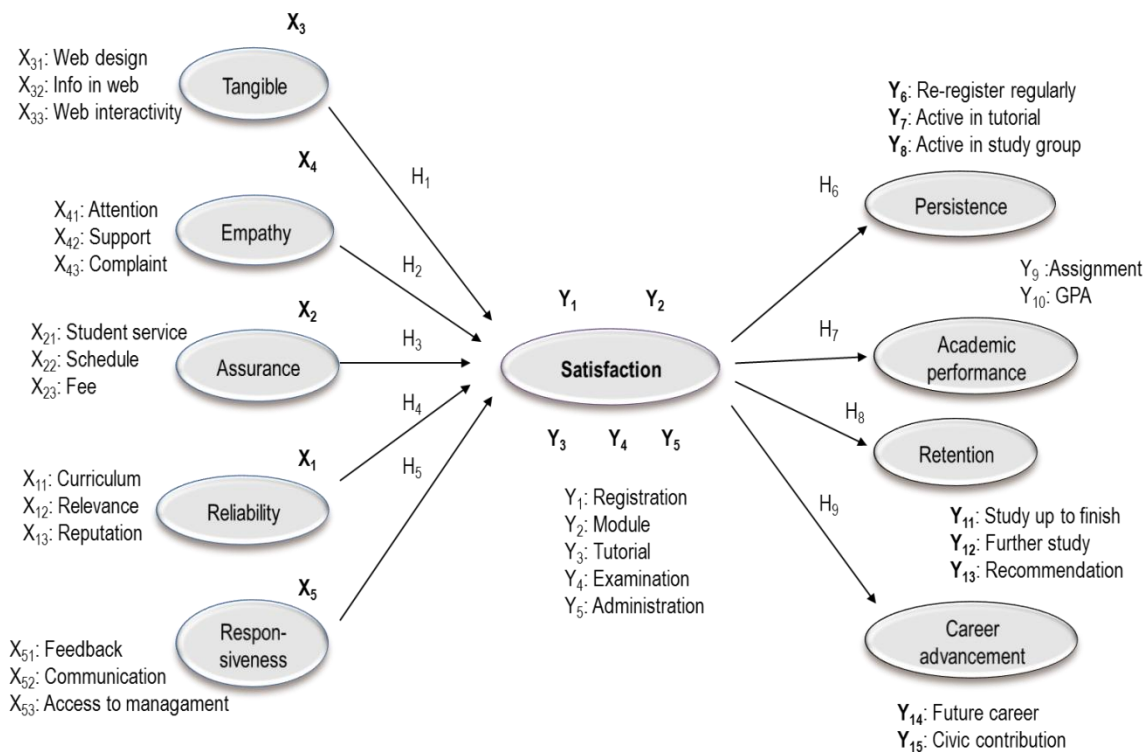 X₃
X₃₁: Web design
X₃₂: Info in web
X₃₃: Web interactivity
Tangible
H₁
X₄
X₄₁: Attention
X₄₂: Support
X₄₃: Complaint
Empathy
H₂
X₂
X₂₁: Student service
X₂₂: Schedule
X₂₃: Fee
Assurance
H₃
X₁
X₁₁: Curriculum
X₁₂: Relevance
X₁₃: Reputation
Reliability
H₄
X₅
X₅₁: Feedback
X₅₂: Communication
X₅₃: Access to managament
Respon-
siveness
H₅
Y₁ Y₂
Satisfaction
Y₃ Y₄ Y₅
Y₁: Registration
Y₂: Module
Y₃: Tutorial
Y₄: Examination
Y₅: Administration
Y₆: Re-register regularly
Y₇: Active in tutorial
Y₈: Active in study group
H₆
Persistence
Y₉ :Assignment
Y₁₀: GPA
H₇
Academic
performance
H₈
Retention
Y₁₁: Study up to finish
Y₁₂: Further study
Y₁₃: Recommendation
H₉
Career
advancement
Y₁₄: Future career
Y₁₅: Civic contribution